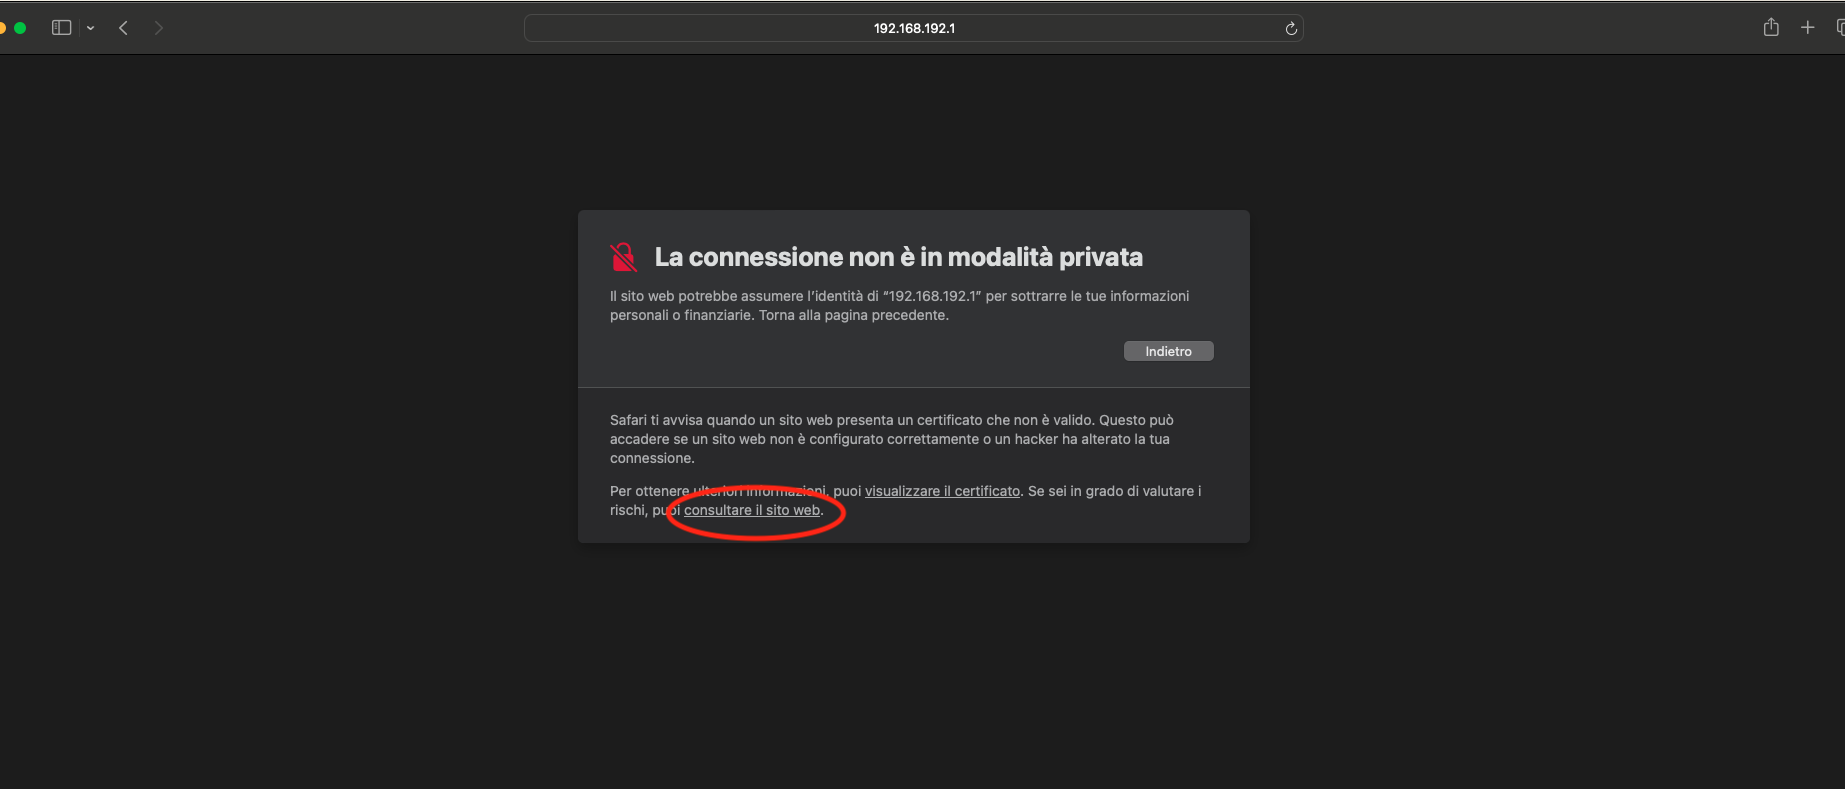 192.168.192.1
La connessione non è in modalità privata
Il sito web potrebbe assumere l'identità di “192.168.192.1” per sottrarre le tue informazioni
personali o finanziarie. Torna alla pagina precedente.
Indietro
Safari ti avvisa quando un sito web presenta un certificato che non è valido. Questo può
accadere se un sito web non è configurato correttamente o un hacker ha alterato la tua
connessione.
Per ottenere ulteriori informazioni, puoi visualizzare il certificato. Se sei in grado di valutare i
rischi, puoi consultare il sito web.